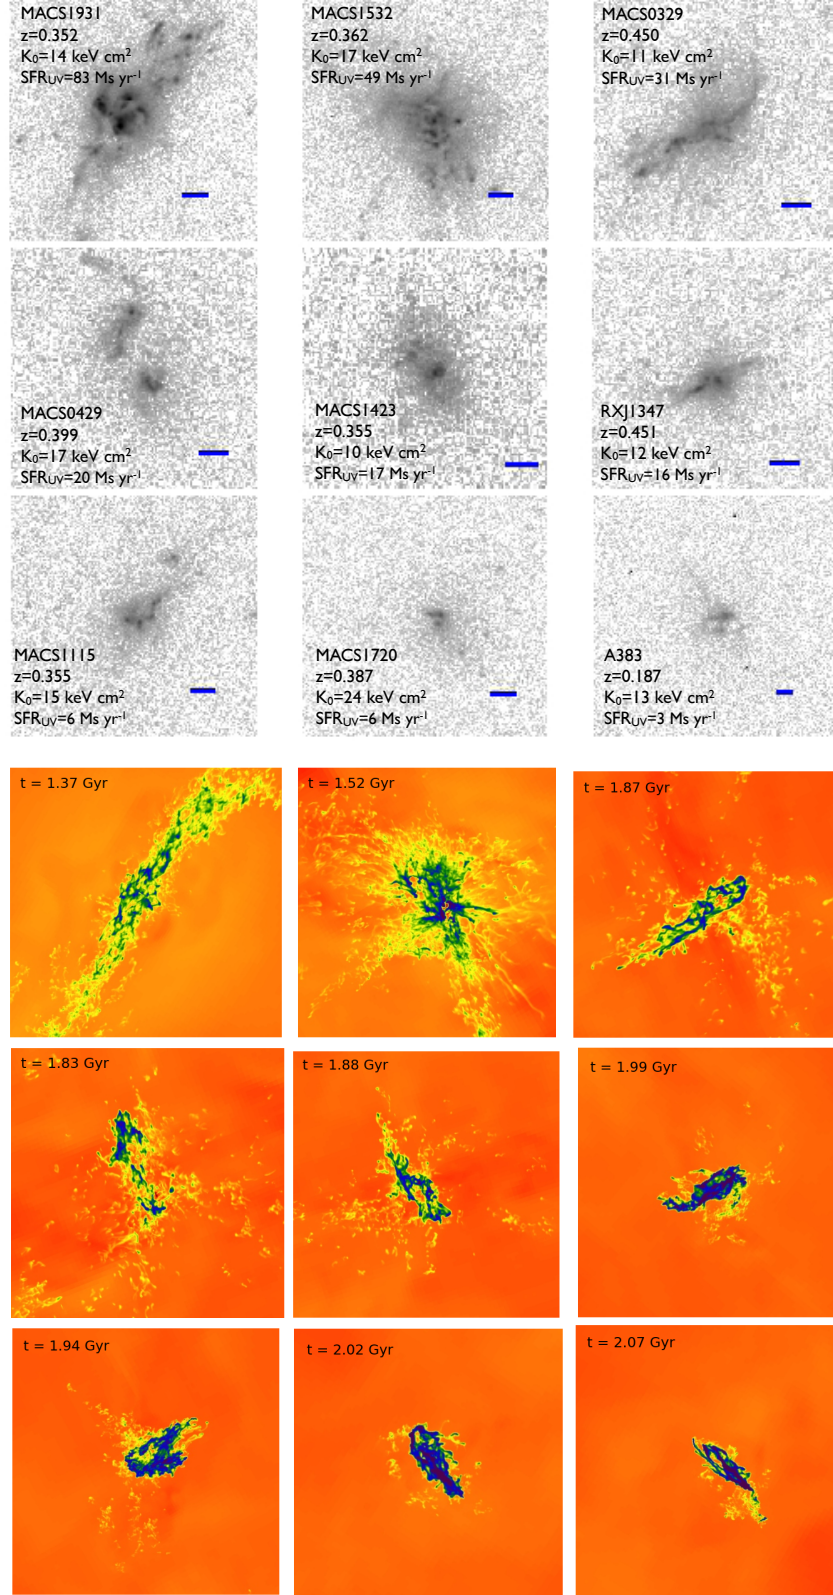 MACS1931
z=0.352
K₀=14 keV cm²
SFR_UV=83 Ms yr⁻¹
MACS1532
z=0.362
K₀=17 keV cm²
SFR_UV=49 Ms yr⁻¹
MACS0329
z=0.450
K₀=11 keV cm²
SFR_UV=31 Ms yr⁻¹
MACS0429
z=0.399
K₀=17 keV cm²
SFR_UV=20 Ms yr⁻¹
MACS1423
z=0.355
K₀=10 keV cm²
SFR_UV=17 Ms yr⁻¹
RXJ1347
z=0.451
K₀=12 keV cm²
SFR_UV=16 Ms yr⁻¹
MACS1115
z=0.355
K₀=15 keV cm²
SFR_UV=6 Ms yr⁻¹
MACS1720
z=0.387
K₀=24 keV cm²
SFR_UV=6 Ms yr⁻¹
A383
z=0.187
K₀=13 keV cm²
SFR_UV=3 Ms yr⁻¹
t = 1.37 Gyr
t = 1.52 Gyr
t = 1.87 Gyr
t = 1.83 Gyr
t = 1.88 Gyr
t = 1.99 Gyr
t = 1.94 Gyr
t = 2.02 Gyr
t = 2.07 Gyr